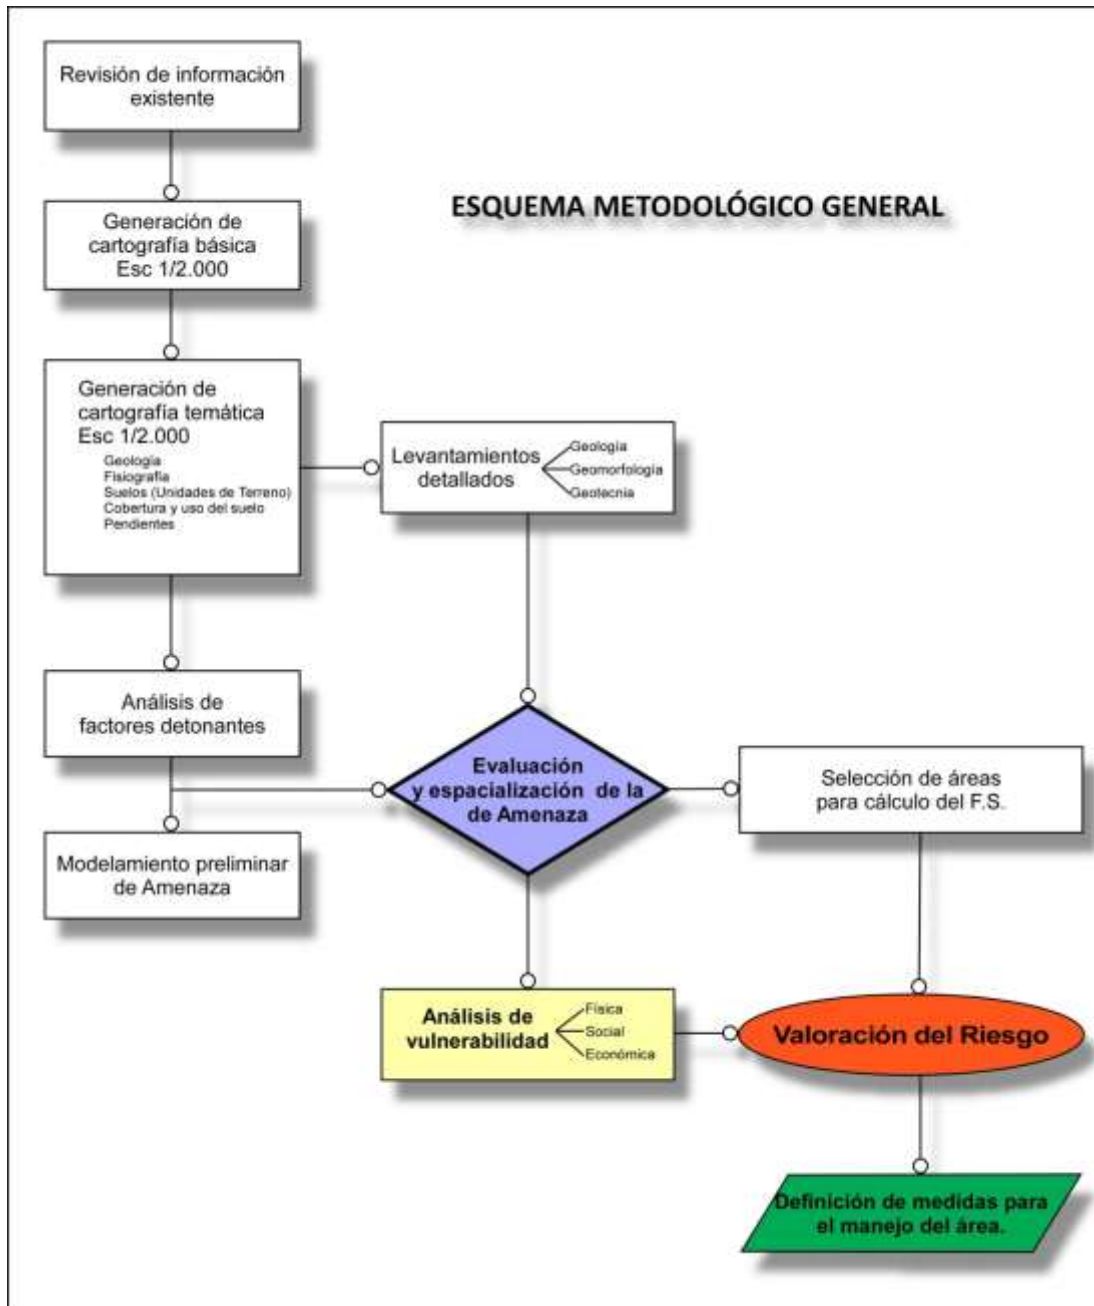 Revisión de información
existente
ESQUEMA METODOLÓGICO GENERAL
Generación de
cartografía básica
Esc 1/2.000
Generación de
cartografía temática
Esc 1/2.000
Geología
Fisiografía
Suelos (Unidades de Terreno)
Cobertura y uso del suelo
Pendientes
Levantamientos
detallados
Geología
Geomorfología
Geotecnia
Análisis de
factores detonantes
Evaluación
y espacialización de la
de Amenaza
Selección de áreas
para cálculo del F.S.
Modelamiento preliminar
de Amenaza
Análisis de
vulnerabilidad
Física
Social
Económica
Valoración del Riesgo
Definición de medidas para
el manejo del área.